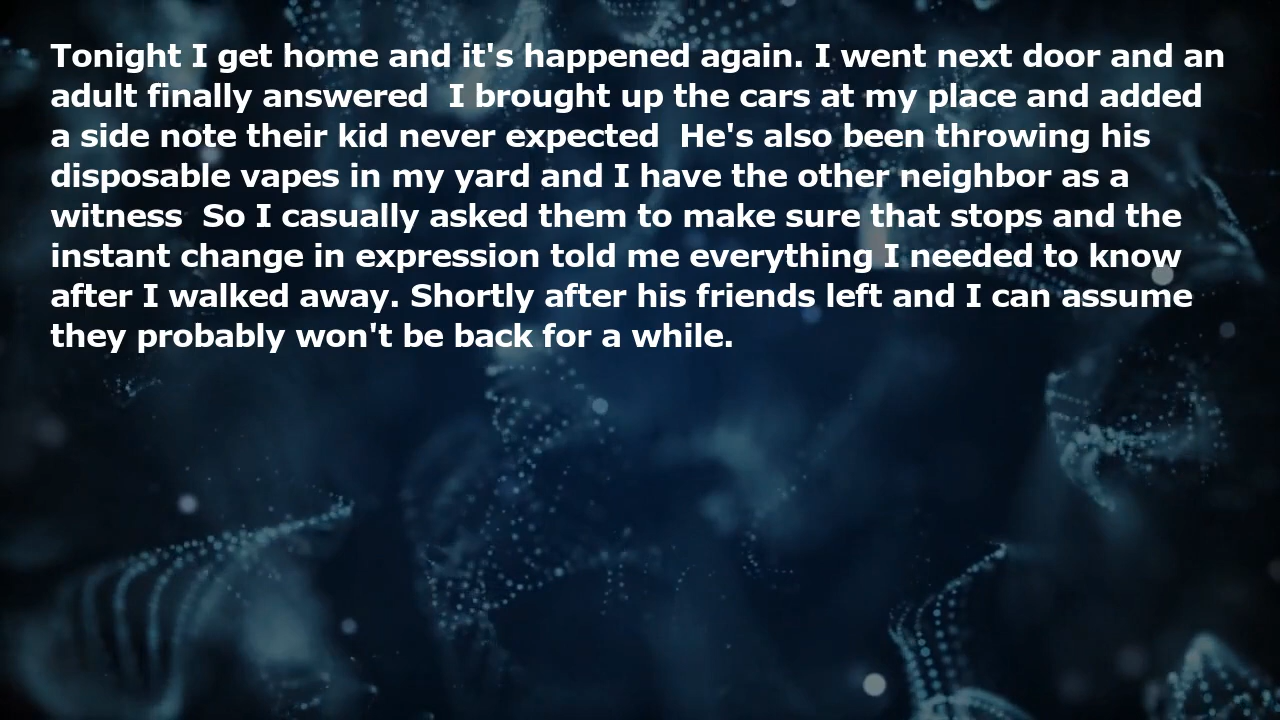 Tonight I get home and it's happened again. I went next door and an
adult finally answered  I brought up the cars at my place and added
a side note their kid never expected  He's also been throwing his
disposable vapes in my yard and I have the other neighbor as a
witness  So I casually asked them to make sure that stops and the
instant change in expression told me everything I needed to know
after I walked away. Shortly after his friends left and I can assume
they probably won't be back for a while.